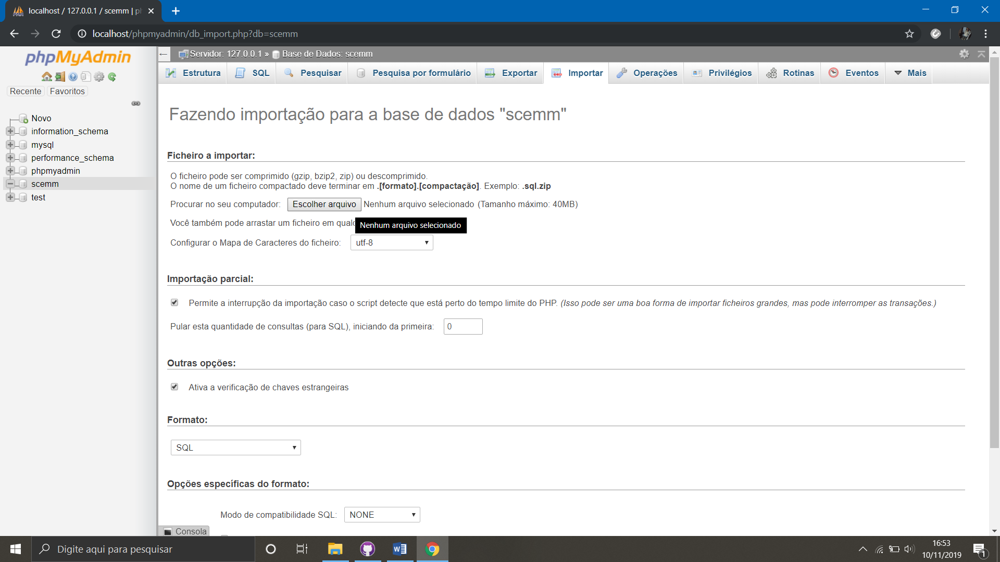 localhost / 127.0.0.1 / scemm | ph
localhost/phpmyadmin/db_import.php?db=scemm
phpMyAdmin
Recente Favoritos
Novo
information_schema
mysql
performance_schema
phpmyadmin
scemm
test
Servidor: 127.0.0.1 » Base de Dados: scemm
Estrutura SQL Pesquisar Pesquisa por formulário Exportar Importar Operações Privilégios Rotinas Eventos Mais
Fazendo importação para a base de dados "scemm"
Ficheiro a importar:
O ficheiro pode ser comprimido (gzip, bzip2, zip) ou descomprimido.
O nome de um ficheiro compactado deve terminar em .[formato].[compactação]. Exemplo: .sql.zip
Procurar no seu computador: Escolher arquivo Nenhum arquivo selecionado (Tamanho máximo: 40MB)
Você também pode arrastar um ficheiro em qualq
Nenhum arquivo selecionado
Configurar o Mapa de Caracteres do ficheiro: utf-8
Importação parcial:
Permite a interrupção da importação caso o script detecte que está perto do tempo limite do PHP. (Isso pode ser uma boa forma de importar ficheiros grandes, mas pode interromper as transações.)
Pular esta quantidade de consultas (para SQL), iniciando da primeira: 0
Outras opções:
Ativa a verificação de chaves estrangeiras
Formato:
SQL
Opções específicas do formato:
Modo de compatibilidade SQL: NONE
Consola
Digite aqui para pesquisar
16:53
10/11/2019
1